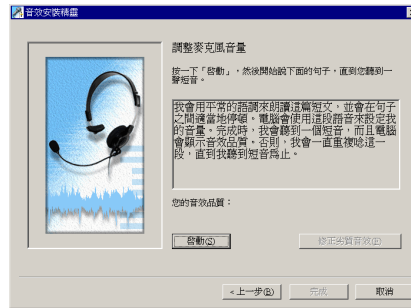 音效安裝精靈
調整麥克風音量
按一下「啓動」，然後開始說下面的句子，直到您聽到一
聲短音。
我會用平常的語調來朗讀這篇短文，並會在句子
之間適當地停頓。電腦會使用這段語音來設定我
的音量。完成時，我會聽到一個短音，而且電腦
會顯示音效品質。否則，我會一直重複唸這一
段，直到我聽到短音爲止。
您的音效品質：
啓動(S)
修正劣質音效(P)
<上一步(B)
完成
取消